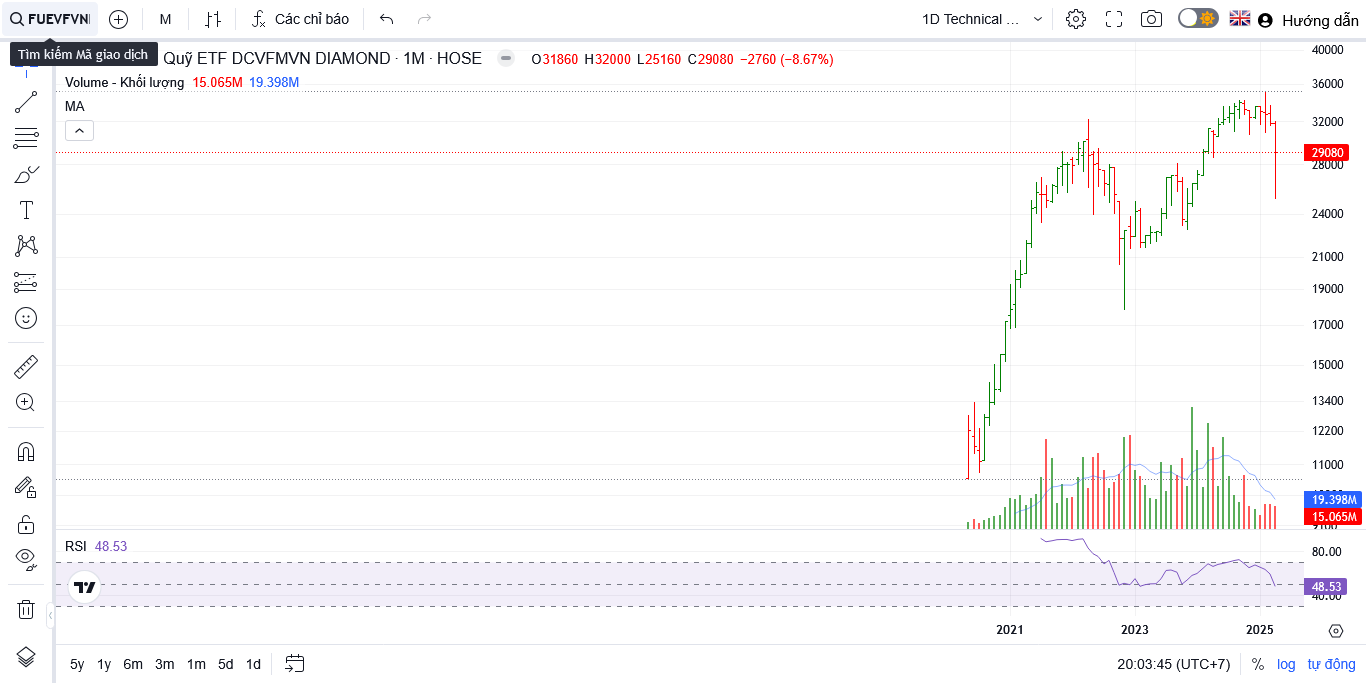 FUEVFVN
M
Các chỉ báo
1D Technical ...
Hướng dẫn
Tìm kiếm Mã giao dịch
Quỹ ETF DCVFMVN DIAMOND · 1M · HOSE
O31860 H32000 L25160 C29080 −2760 (−8.67%)
Volume - Khối lượng 15.065M 19.398M
MA
40000
36000
32000
29080
28000
24000
21000
19000
17000
15000
13400
12200
11000
19.398M
15.065M
RSI 48.53
80.00
48.53
40.00
2021 2023 2025
5y 1y 6m 3m 1m 5d 1d
20:03:45 (UTC+7) % log tự động